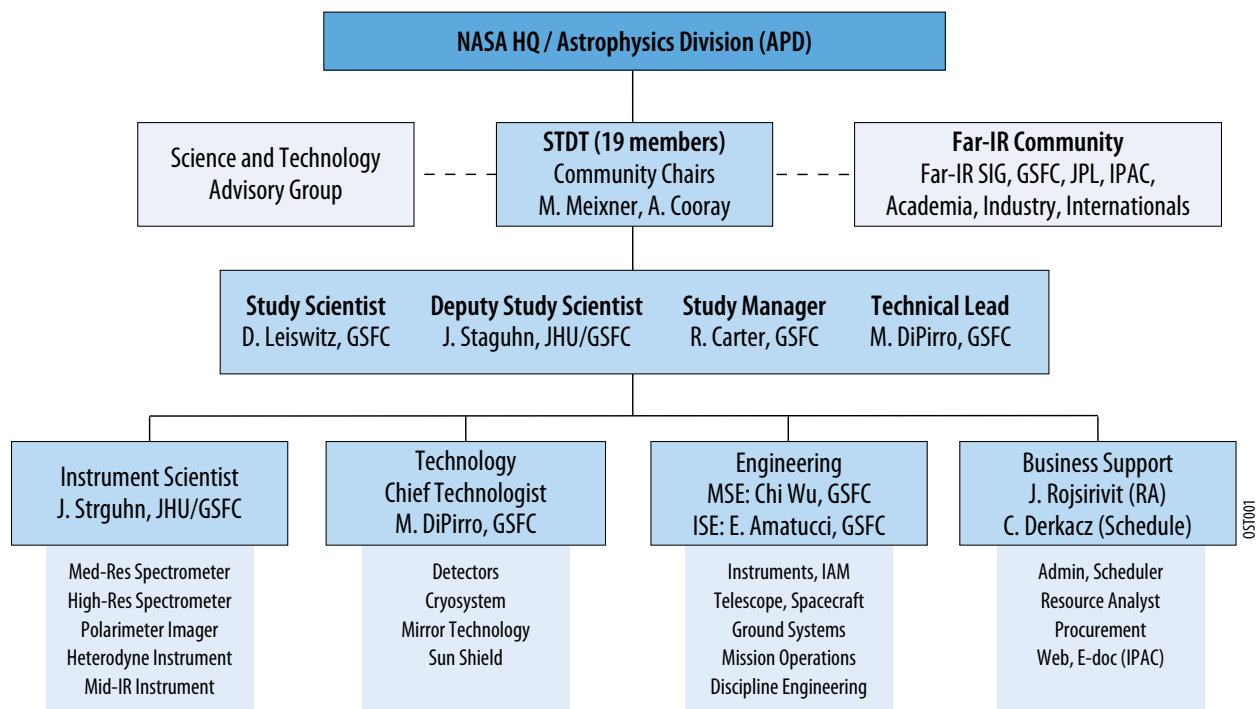 NASA HQ / Astrophysics Division (APD)
Science and Technology
Advisory Group
STDT (19 members)
Community Chairs
M. Meixner, A. Cooray
Far-IR Community
Far-IR SIG, GSFC, JPL, IPAC,
Academia, Industry, Internationals
Study Scientist
D. Leiswitz, GSFC
Deputy Study Scientist
J. Staguhn, JHU/GSFC
Study Manager
R. Carter, GSFC
Technical Lead
M. DiPirro, GSFC
Instrument Scientist
J. Strguhn, JHU/GSFC
Med-Res Spectrometer
High-Res Spectrometer
Polarimeter Imager
Heterodyne Instrument
Mid-IR Instrument
Technology
Chief Technologist
M. DiPirro, GSFC
Detectors
Cryosystem
Mirror Technology
Sun Shield
Engineering
MSE: Chi Wu, GSFC
ISE: E. Amatucci, GSFC
Instruments, IAM
Telescope, Spacecraft
Ground Systems
Mission Operations
Discipline Engineering
Business Support
J. Rojsirivit (RA)
C. Derkacz (Schedule)
Admin, Scheduler
Resource Analyst
Procurement
Web, E-doc (IPAC)
OST001